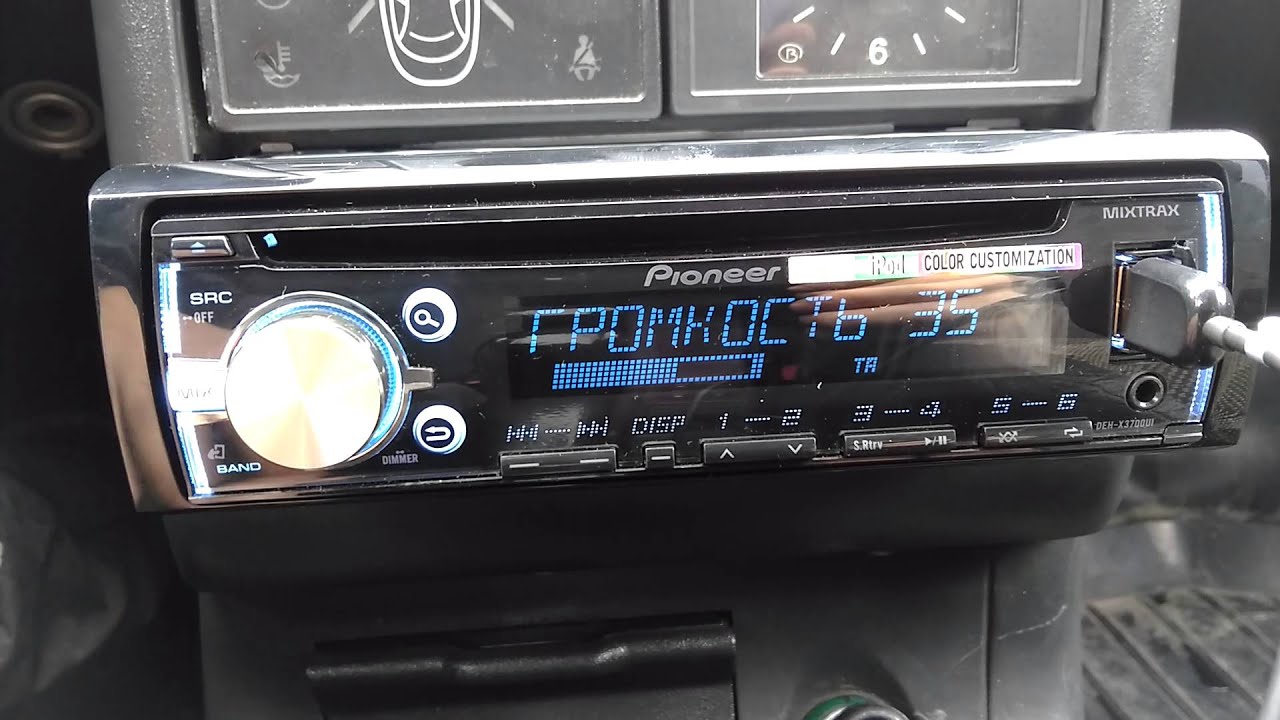 6
MIXTRAX
SRC
OFF
Pioneer
iPod COLOR CUSTOMIZATION
ГРОМКОСТЬ 35
TA
MIX
DISP 1 2 3 4 5 6
S.Rtrv
DEH-X3700UI
BAND
DIMMER